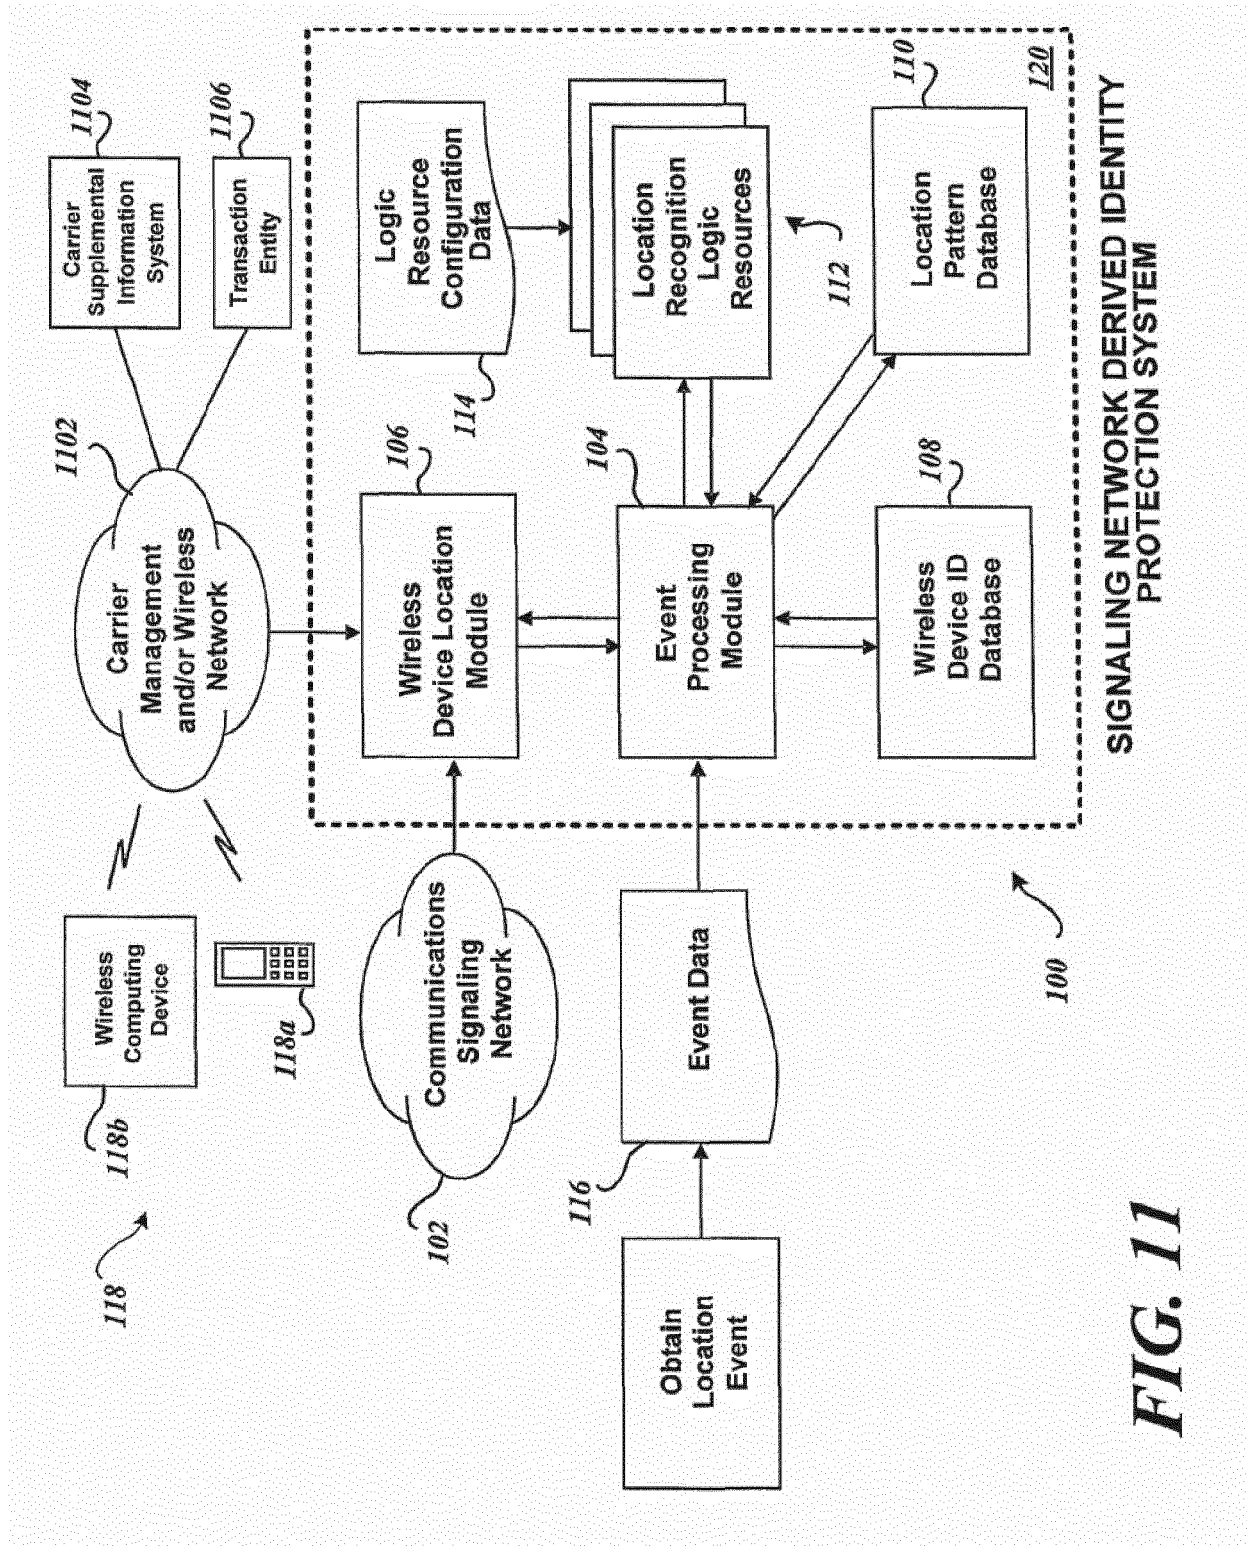 118
118b
Wireless
Computing
Device
118a
1102
Carrier
Management
and/or Wireless
Network
1104
Carrier
Supplemental
Information
System
1106
Transaction
Entity
102
Communications
Signaling
Network
106
Wireless
Device Location
Module
114
Logic
Resource
Configuration
Data
Obtain
Location
Event
116
Event Data
104
Event
Processing
Module
Location
Recognition
Logic
Resources
112
108
Wireless
Device ID
Database
110
Location
Pattern
Database
120
100
SIGNALING NETWORK DERIVED IDENTITY
PROTECTION SYSTEM
FIG. 11